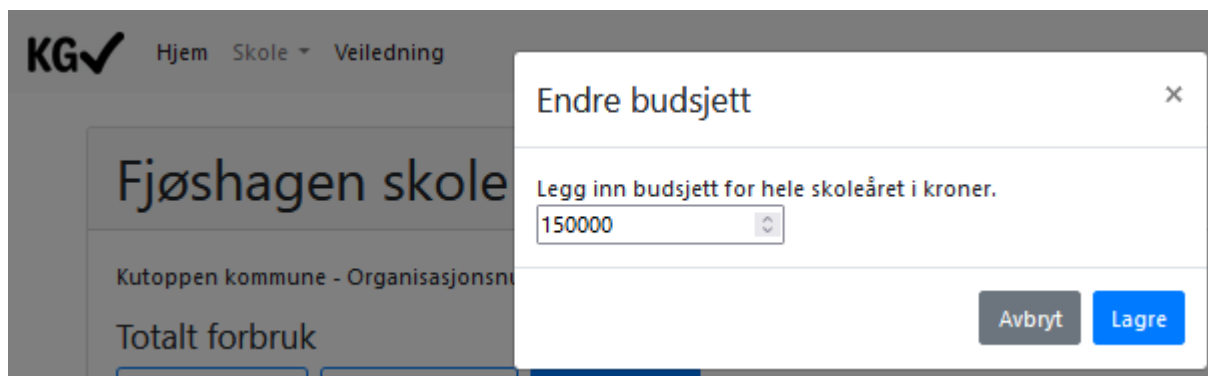 KG Hjem Skole Veiledning
Endre budsjett ×
Fjøshagen skole
Legg inn budsjett for hele skoleåret i kroner.
150000
Kutoppen kommune - Organisasjonsnu
Totalt forbruk
Avbryt Lagre